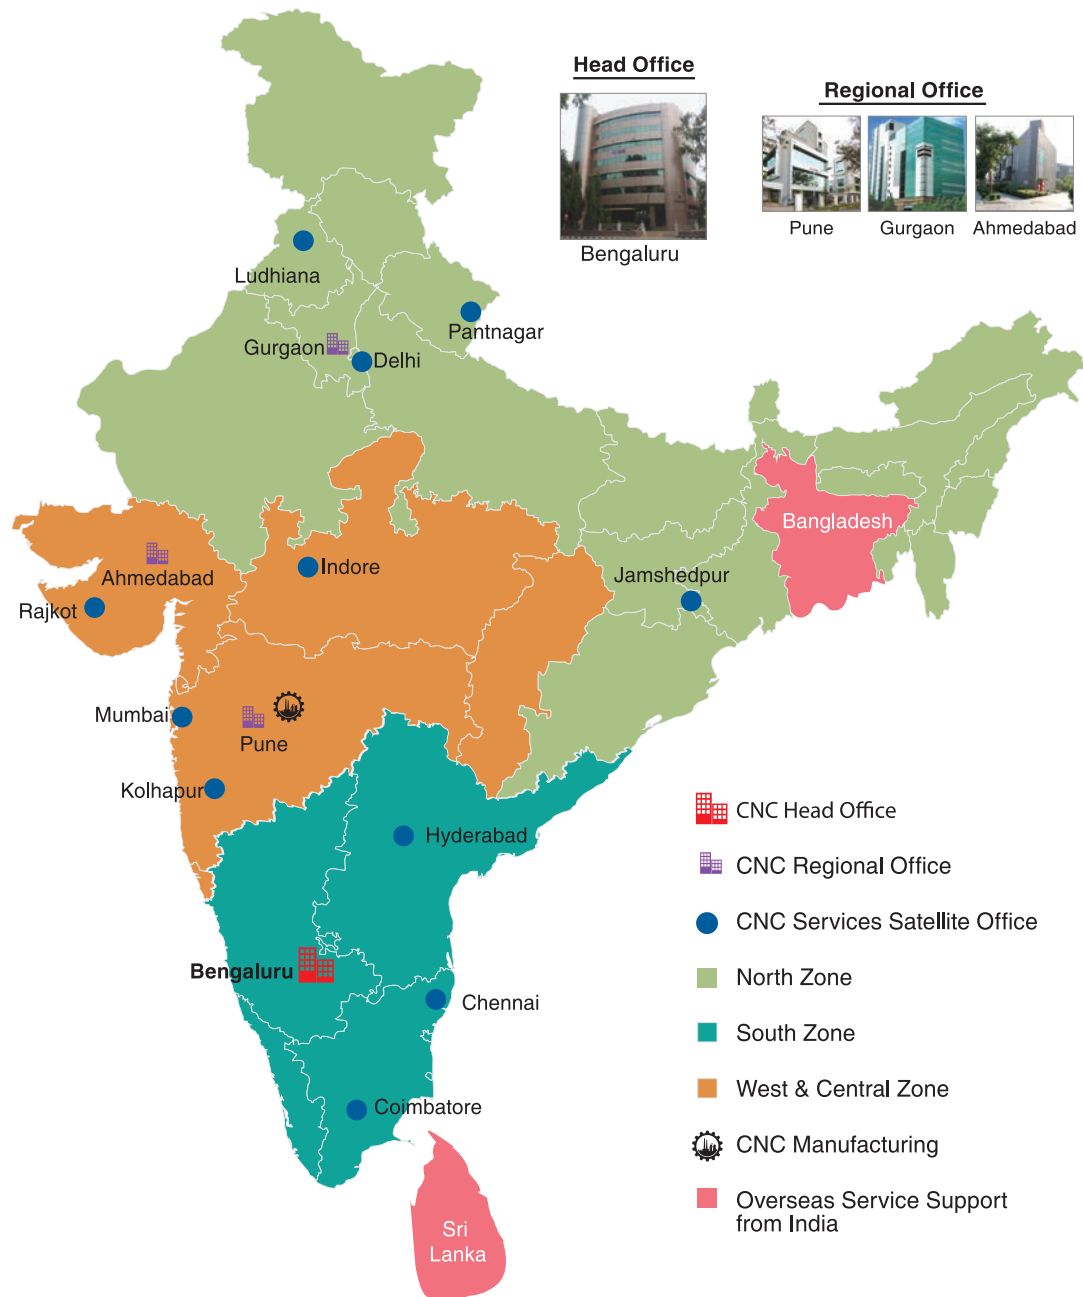 Head Office
Bengaluru
Regional Office
Pune
Gurgaon
Ahmedabad
Ludhiana
Pantnagar
Gurgaon
Delhi
Bangladesh
Ahmedabad
Indore
Jamshedpur
Rajkot
Mumbai
Pune
Kolhapur
Hyderabad
Bengaluru
Chennai
Coimbatore
Sri
Lanka
CNC Head Office
CNC Regional Office
CNC Services Satellite Office
North Zone
South Zone
West & Central Zone
CNC Manufacturing
Overseas Service Support
from India